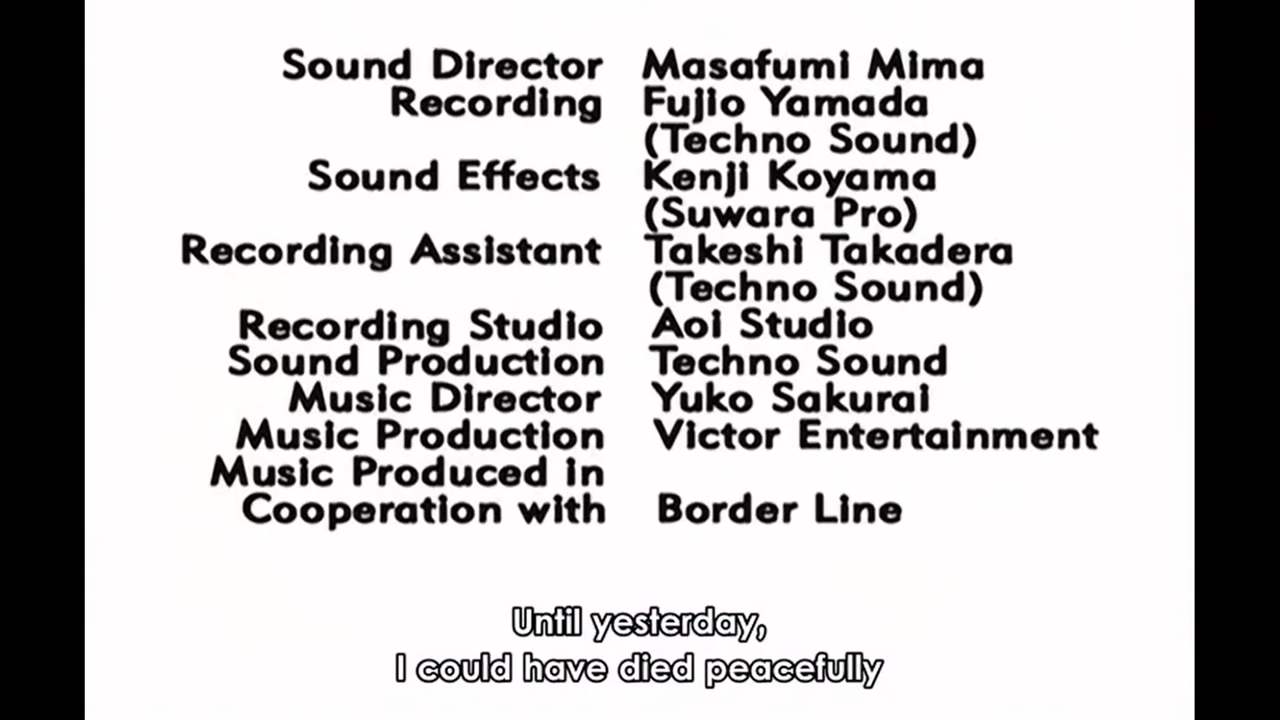 Sound Director Masafumi Mima
Recording Fujio Yamada
(Techno Sound)
Sound Effects Kenji Koyama
(Suwara Pro)
Recording Assistant Takeshi Takadera
(Techno Sound)
Recording Studio Aoi Studio
Sound Production Techno Sound
Music Director Yuko Sakurai
Music Production Victor Entertainment
Music Produced in
Cooperation with Border Line
Until yesterday,
I could have died peacefully